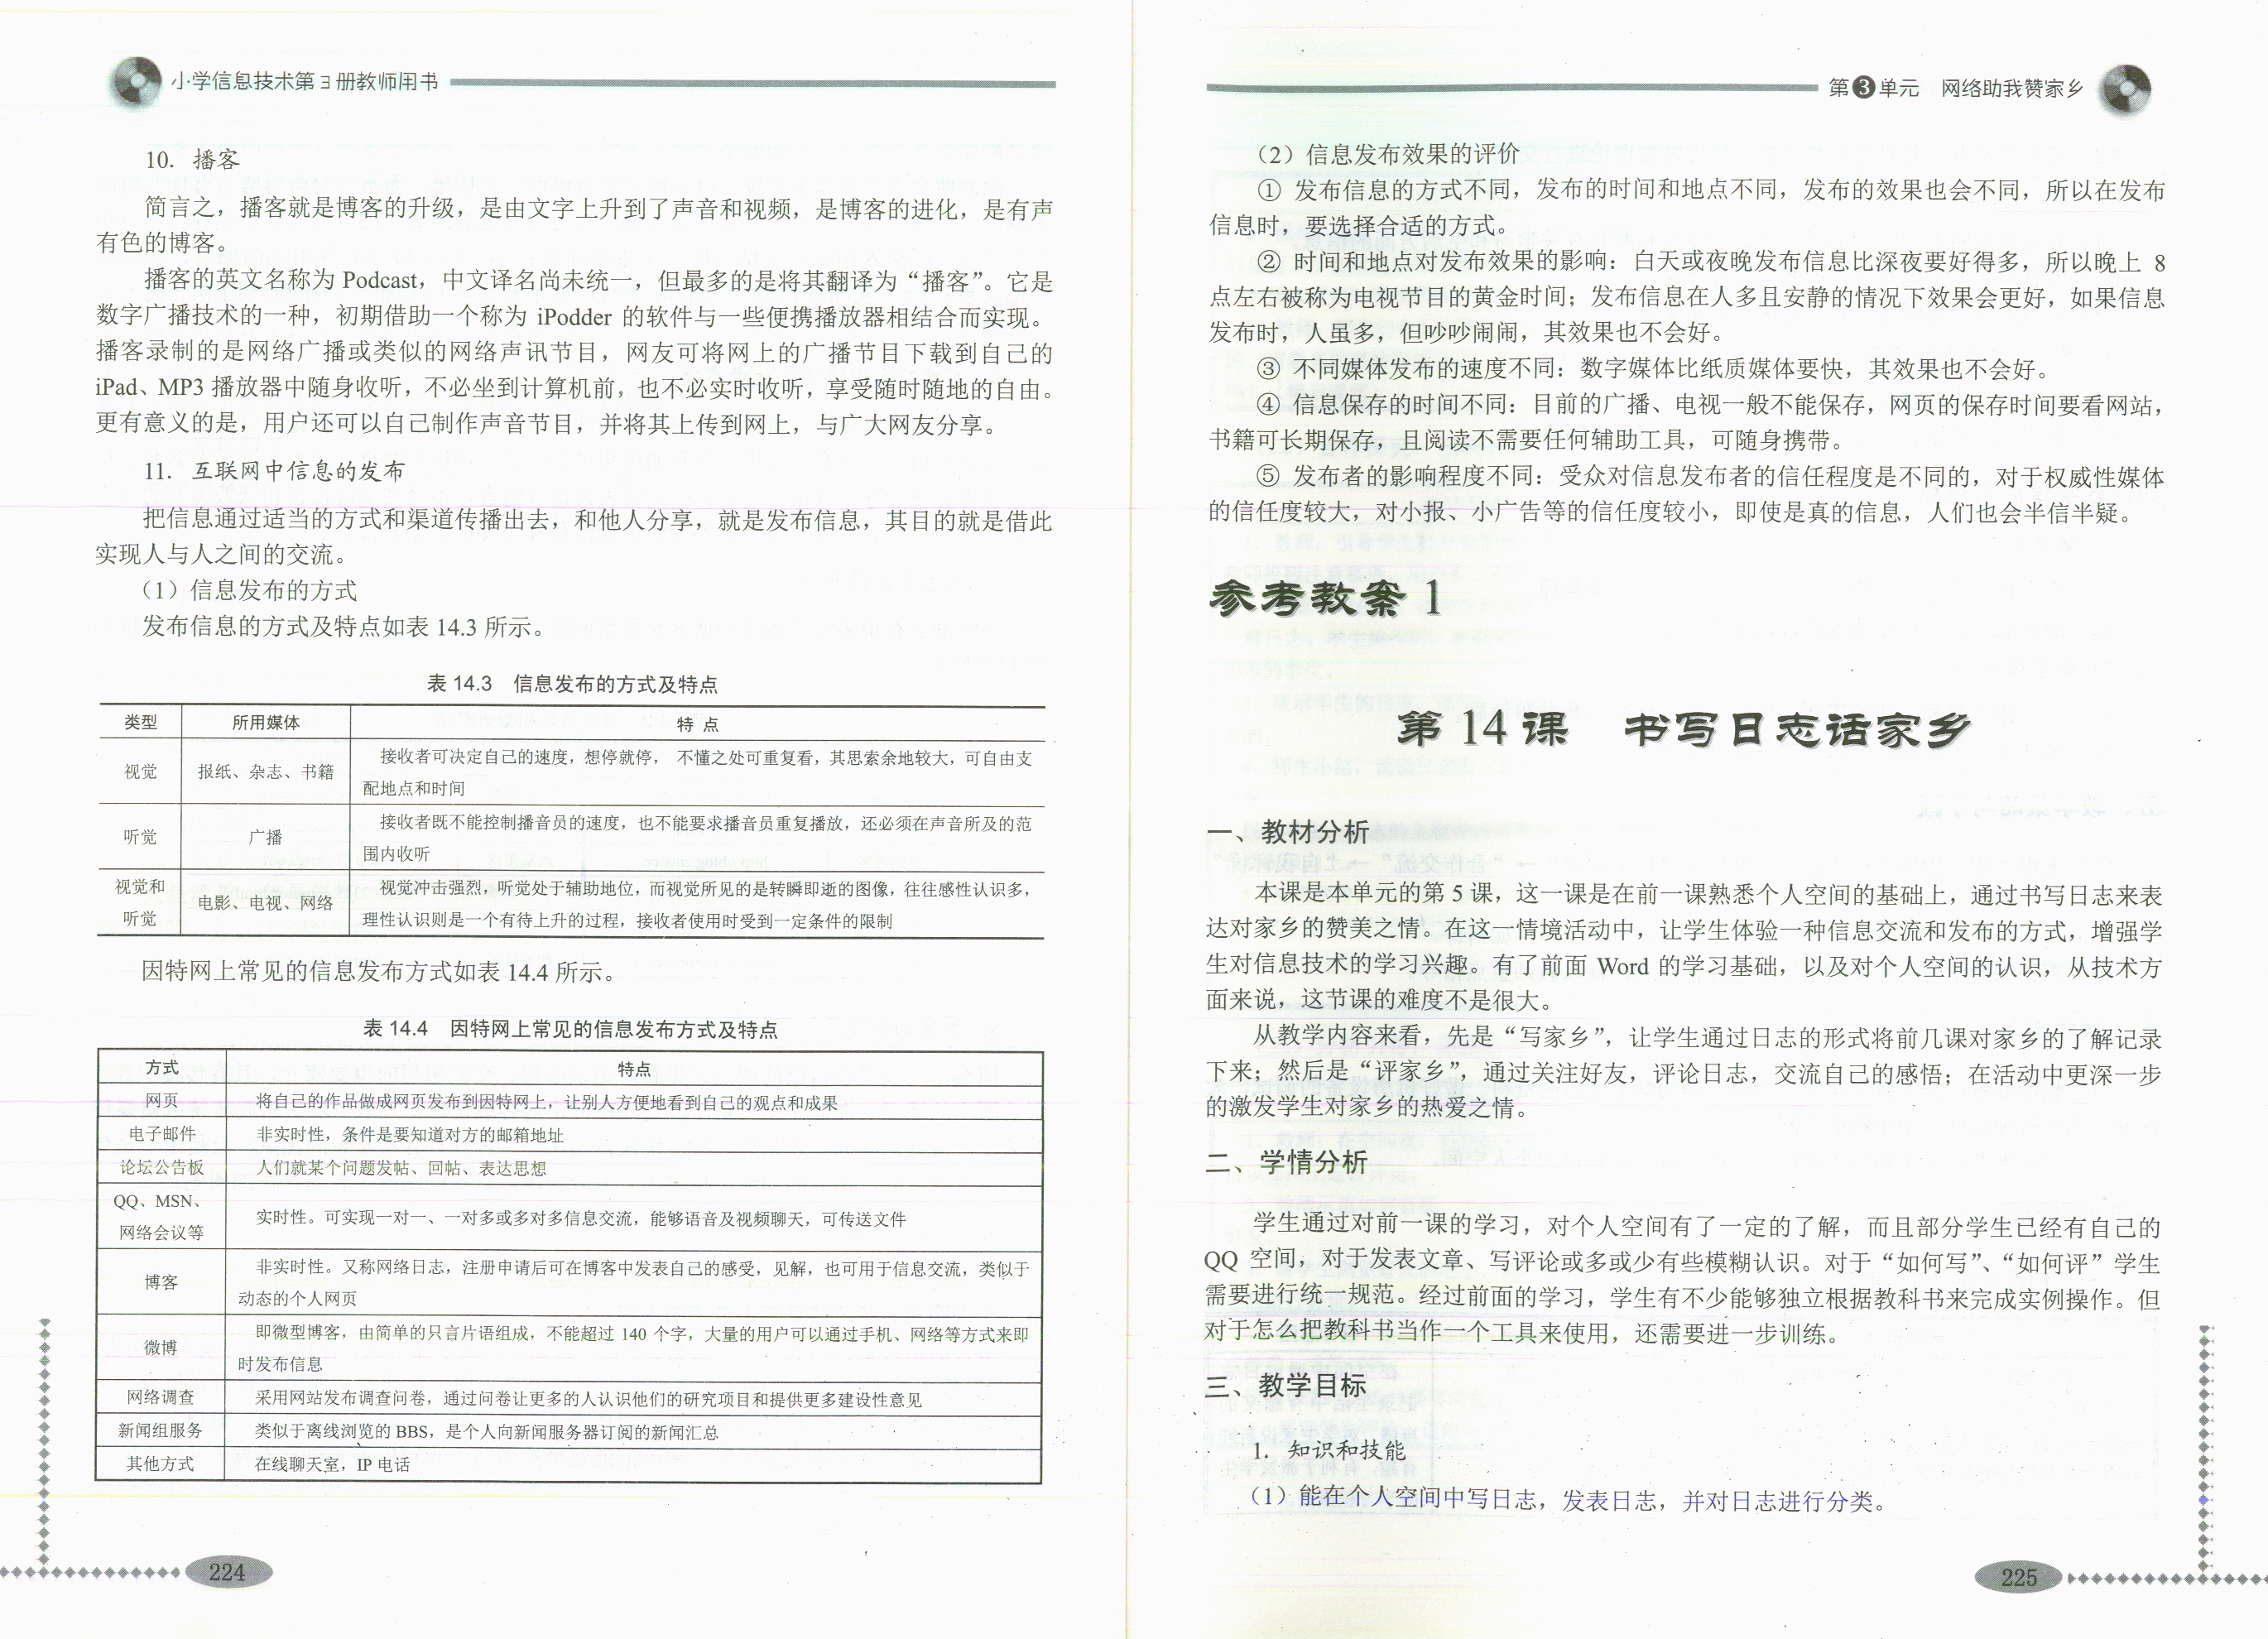 小学信息技术第3册教师用书
10. 播客
简言之，播客就是博客的升级，是由文字上升到了声音和视频，是博客的进化，是有声
有色的博客。
播客的英文名称为 Podcast，中文译名尚未统一，但最多的是将其翻译为“播客”。它是
数字广播技术的一种，初期借助一个称为 iPodder 的软件与一些便携播放器相结合而实现。
播客录制的是网络广播或类似的网络声讯节目，网友可将网上的广播节目下载到自己的
iPad、MP3 播放器中随身收听，不必坐到计算机前，也不必实时收听，享受随时随地的自由。
更有意义的是，用户还可以自己制作声音节目，并将其上传到网上，与广大网友分享。
11. 互联网中信息的发布
把信息通过适当的方式和渠道传播出去，和他人分享，就是发布信息，其目的就是借此
实现人与人之间的交流。
（1）信息发布的方式
发布信息的方式及特点如表 14.3 所示。
表 14.3 信息发布的方式及特点
类型 所用媒体 特 点
视觉 报纸、杂志、书籍 接收者可决定自己的速度，想停就停， 不懂之处可重复看，其思索余地较大，可自由支
配地点和时间
听觉 广播 接收者既不能控制播音员的速度，也不能要求播音员重复播放，还必须在声音所及的范
围内收听
视觉和
听觉 电影、电视、网络 视觉冲击强烈，听觉处于辅助地位，而视觉所见的是转瞬即逝的图像，往往感性认识多，
理性认识则是一个有待上升的过程，接收者使用时受到一定条件的限制
因特网上常见的信息发布方式如表 14.4 所示。
表 14.4 因特网上常见的信息发布方式及特点
方式 特点
网页 将自己的作品做成网页发布到因特网上，让别人方便地看到自己的观点和成果
电子邮件 非实时性，条件是要知道对方的邮箱地址
论坛公告板 人们就某个问题发帖、回帖、表达思想
QQ、MSN、
网络会议等 实时性。可实现一对一、一对多或多对多信息交流，能够语音及视频聊天，可传送文件
博客 非实时性。又称网络日志，注册申请后可在博客中发表自己的感受，见解，也可用于信息交流，类似于
动态的个人网页
微博 即微型博客，由简单的只言片语组成，不能超过 140 个字，大量的用户可以通过手机、网络等方式来即
时发布信息
网络调查 采用网站发布调查问卷，通过问卷让更多的人认识他们的研究项目和提供更多建设性意见
新闻组服务 类似于离线浏览的 BBS，是个人向新闻服务器订阅的新闻汇总
其他方式 在线聊天室，IP 电话
224
第3单元 网络助我赞家乡
（2）信息发布效果的评价
① 发布信息的方式不同，发布的时间和地点不同，发布的效果也会不同，所以在发布
信息时，要选择合适的方式。
② 时间和地点对发布效果的影响：白天或夜晚发布信息比深夜要好得多，所以晚上 8
点左右被称为电视节目的黄金时间；发布信息在人多且安静的情况下效果会更好，如果信息
发布时，人虽多，但吵吵闹闹，其效果也不会好。
③ 不同媒体发布的速度不同：数字媒体比纸质媒体要快，其效果也不会好。
④ 信息保存的时间不同：目前的广播、电视一般不能保存，网页的保存时间要看网站，
书籍可长期保存，且阅读不需要任何辅助工具，可随身携带。
⑤ 发布者的影响程度不同：受众对信息发布者的信任程度是不同的，对于权威性媒体
的信任度较大，对小报、小广告等的信任度较小，即使是真的信息，人们也会半信半疑。
参考教案 1
第 14 课 书写日志话家乡
一、教材分析
本课是本单元的第 5 课，这一课是在前一课熟悉个人空间的基础上，通过书写日志来表
达对家乡的赞美之情。在这一情境活动中，让学生体验一种信息交流和发布的方式，增强学
生对信息技术的学习兴趣。有了前面 Word 的学习基础，以及对个人空间的认识，从技术方
面来说，这节课的难度不是很大。
从教学内容来看，先是“写家乡”，让学生通过日志的形式将前几课对家乡的了解记录
下来；然后是“评家乡”，通过关注好友，评论日志，交流自己的感悟；在活动中更深一步
的激发学生对家乡的热爱之情。
二、学情分析
学生通过对前一课的学习，对个人空间有了一定的了解，而且部分学生已经有自己的
QQ 空间，对于发表文章、写评论或多或少有些模糊认识。对于“如何写”、“如何评”学生
需要进行统一规范。经过前面的学习，学生有不少能够独立根据教科书来完成实例操作。但
对于怎么把教科书当作一个工具来使用，还需要进一步训练。
三、教学目标
1. 知识和技能
（1）能在个人空间中写日志，发表日志，并对日志进行分类。
225